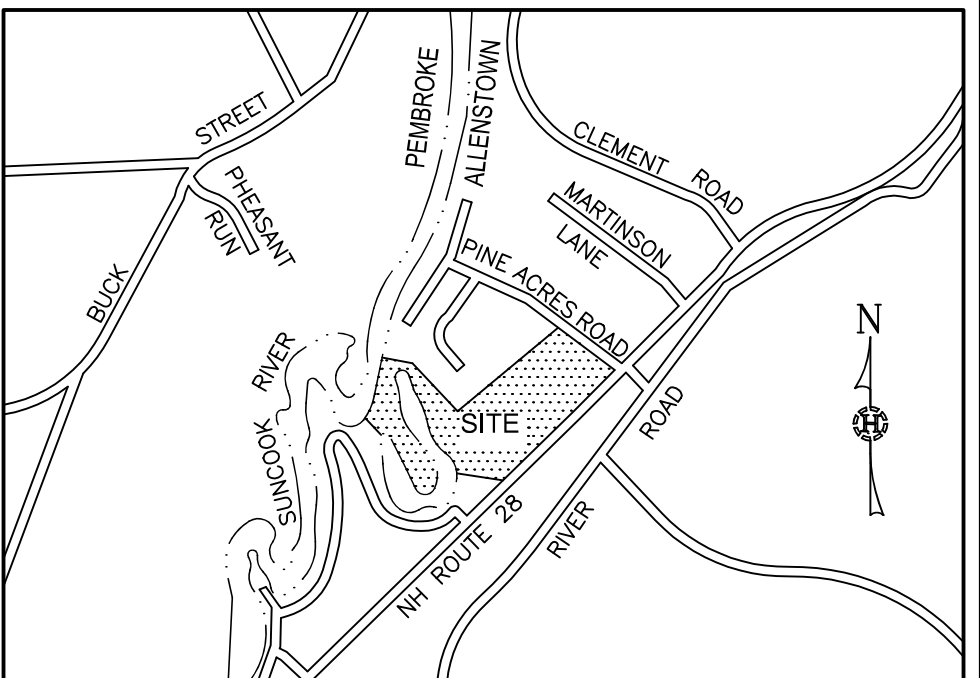 PEMBROKE
ALLENSTOWN
STREET
CLEMENT ROAD
PHEASANT
RUN
MARTINSON
LANE
PINE ACRES ROAD
BUCK
RIVER
N
H
SUNCOOK
SITE
ROAD
NH ROUTE 28
RIVER